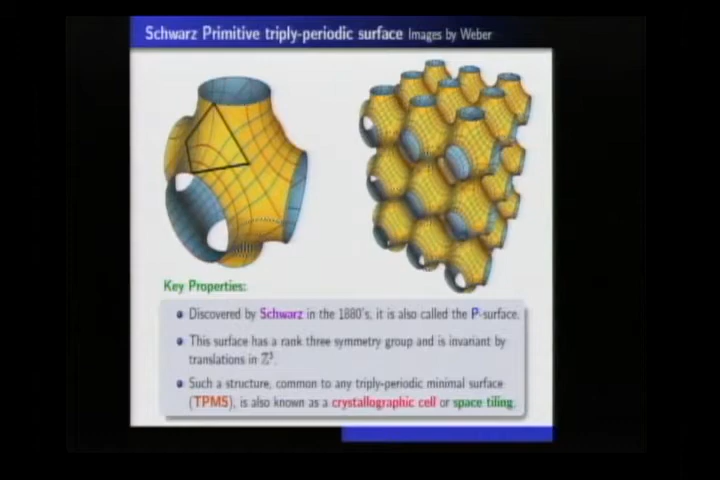 Schwarz Primitive triply-periodic surface Images by Weber
Key Properties:
Discovered by Schwarz in the 1880's, it is also called the P-surface.
This surface has a rank three symmetry group and is invariant by
translations in ℤ³.
Such a structure, common to any triply-periodic minimal surface
(TPMS), is also known as a crystallographic cell or space tiling.